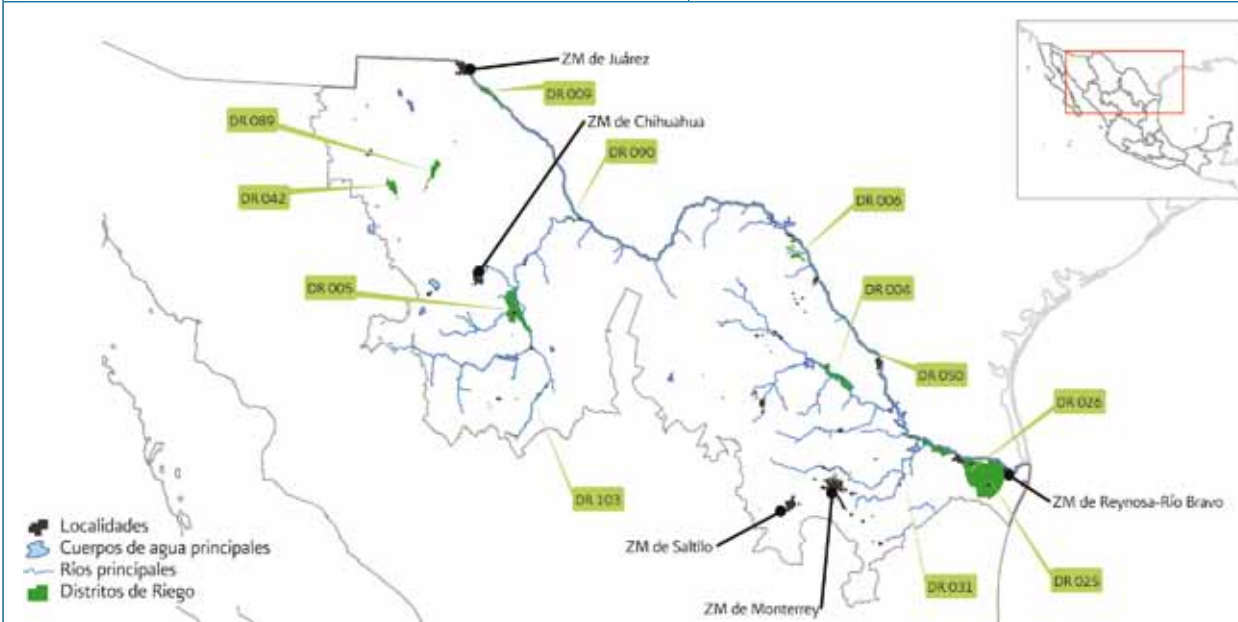 ZM de Juárez
DR 009
ZM de Chihuahua
DR 089
DR 090
DR 042
DR 006
DR 005
DR 004
DR 050
DR 026
DR 103
ZM de Reynosa-Río Bravo
ZM de Saltilo
DR 031
DR 025
ZM de Monterrey
Localidades
Cuerpos de agua principales
Ríos principales
Distritos de Riego